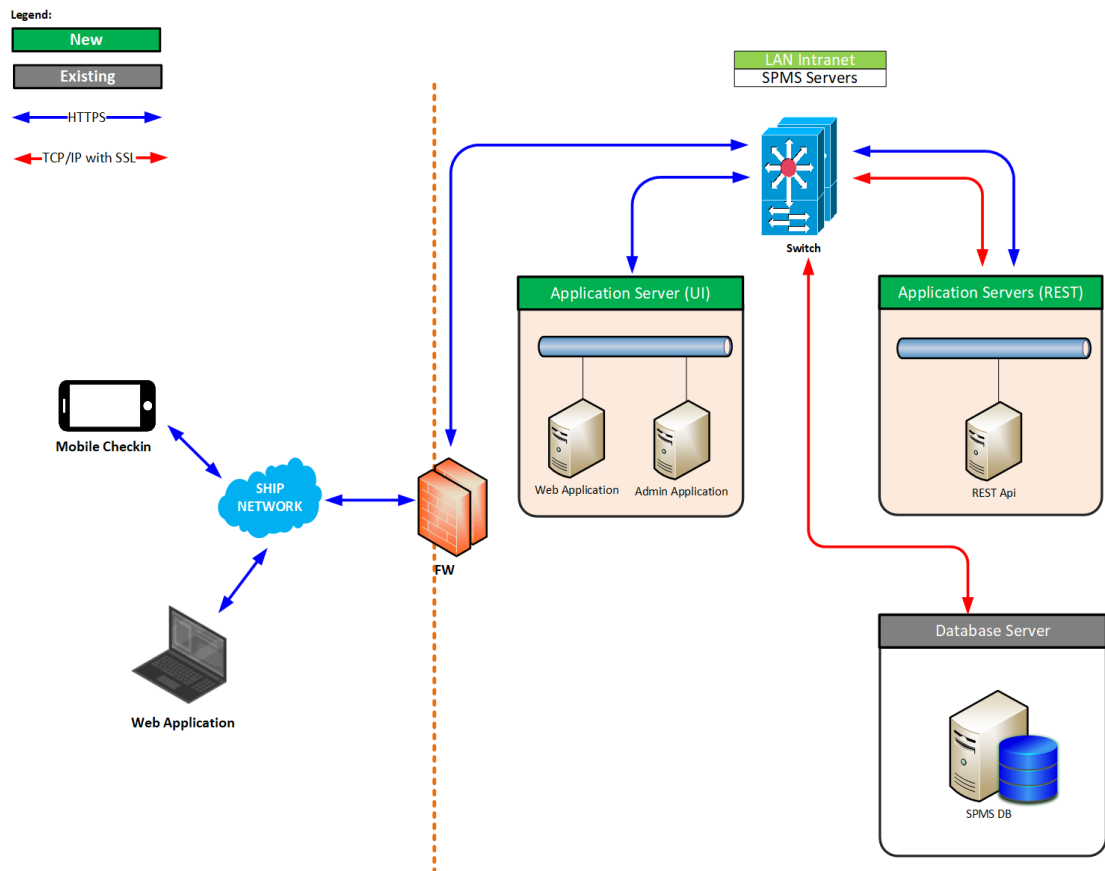 Legend:
New
Existing
HTTPS
TCP/IP with SSL
LAN Intranet
SPMS Servers
Switch
Application Server (UI)
Application Servers (REST)
Mobile Checkin
SHIP
NETWORK
Web Application
Admin Application
REST Api
FW
Database Server
Web Application
SPMS DB